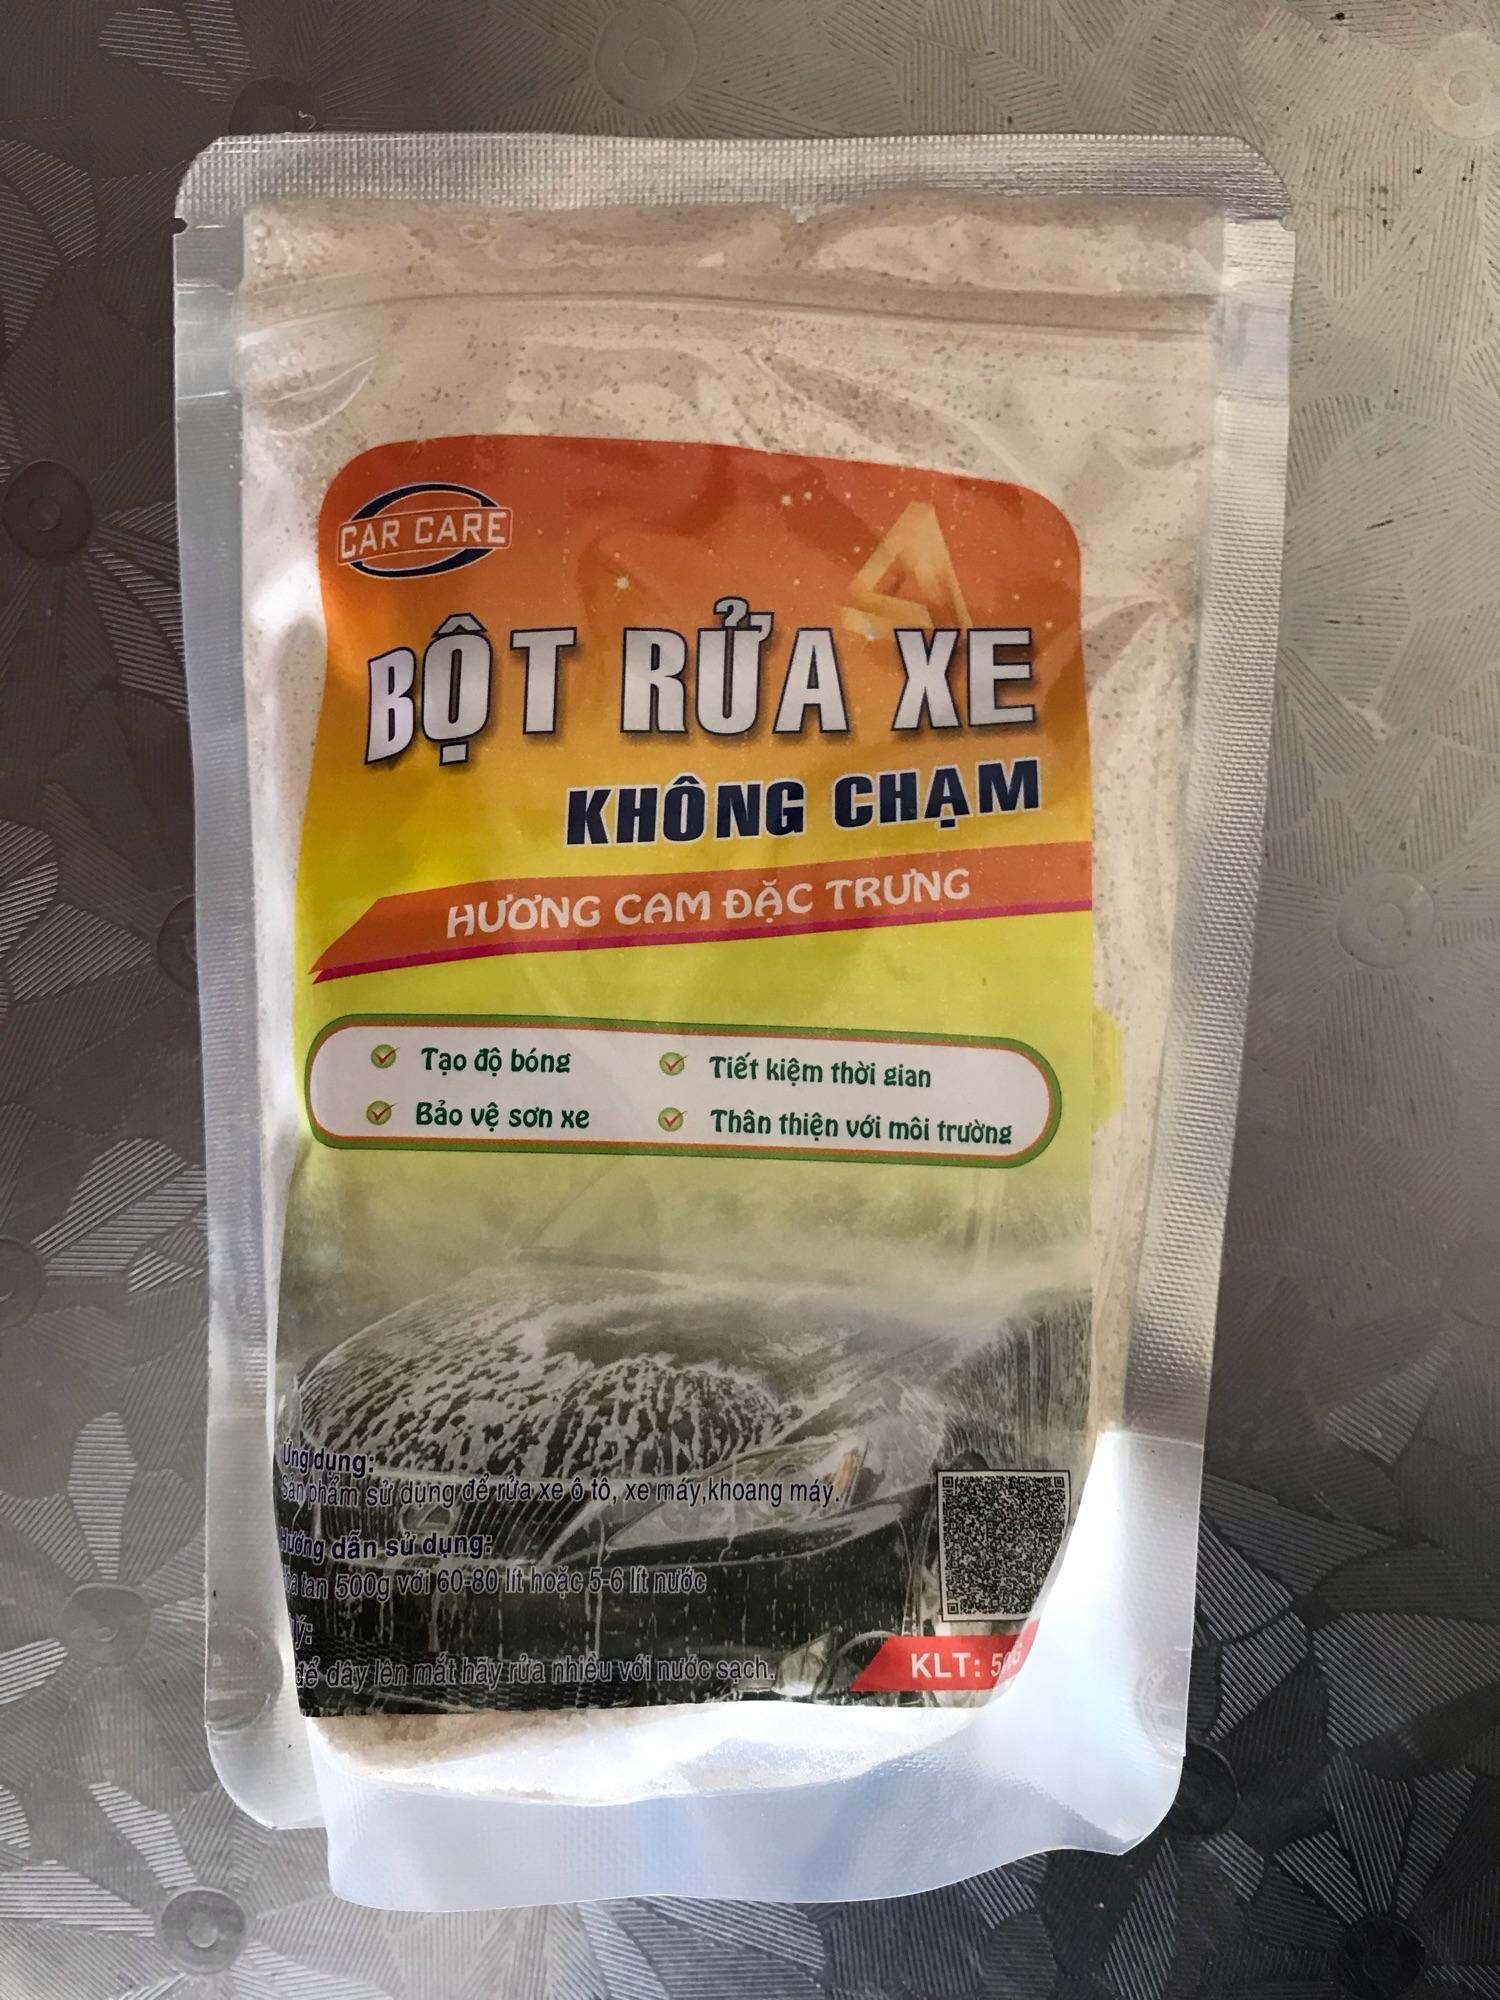 CAR CARE
BỘT RỬA XE
KHÔNG CHẠM
HƯƠNG CAM ĐẶC TRƯNG
Tạo độ bóng
Tiết kiệm thời gian
Bảo vệ sơn xe
Thân thiện với môi trường
Ứng dụng:
Sản phẩm sử dụng để rửa xe ô tô, xe máy,khoang máy.
Hướng dẫn sử dụng:
tan 500g với 60-80 lít hoặc 5-6 lít nước
ý:
để dây lên mắt hãy rửa nhiều với nước sạch.
KLT: